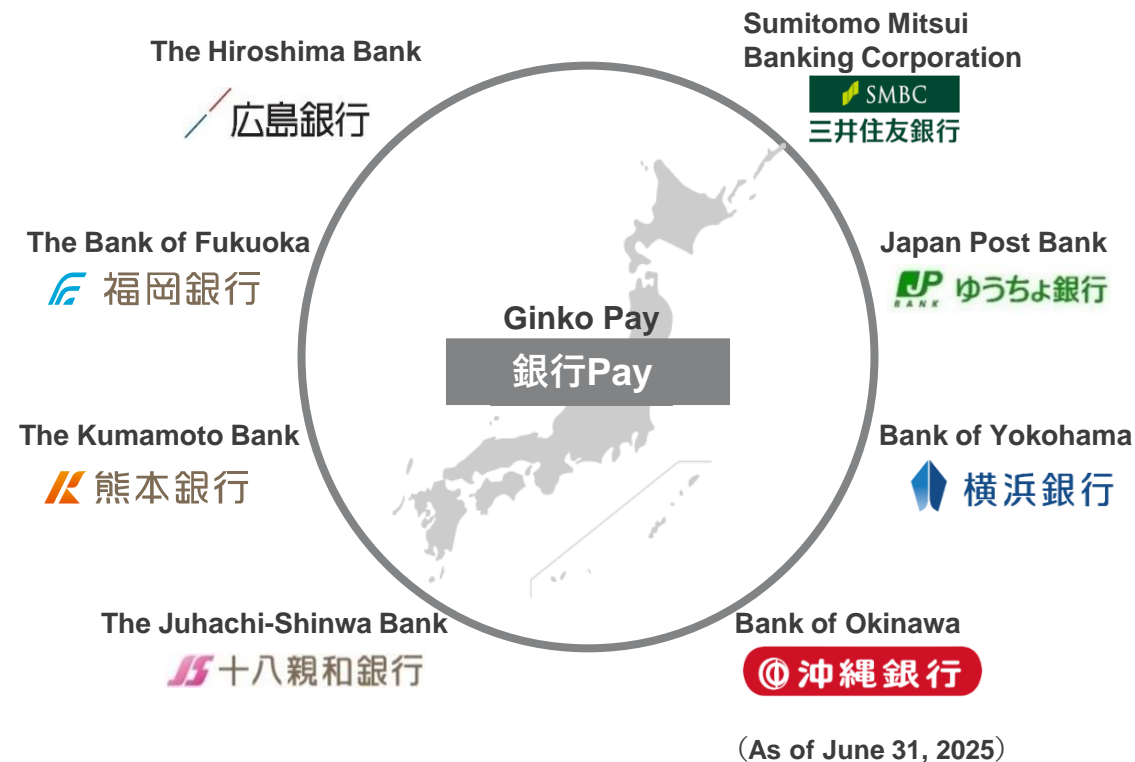 The Hiroshima Bank
広島銀行
Sumitomo Mitsui
Banking Corporation
SMBC
三井住友銀行
The Bank of Fukuoka
福岡銀行
Japan Post Bank
JP
BANK
ゆうちょ銀行
Ginko Pay
銀行Pay
The Kumamoto Bank
熊本銀行
Bank of Yokohama
横浜銀行
The Juhachi-Shinwa Bank
十八親和銀行
Bank of Okinawa
沖縄銀行
（As of June 31, 2025）